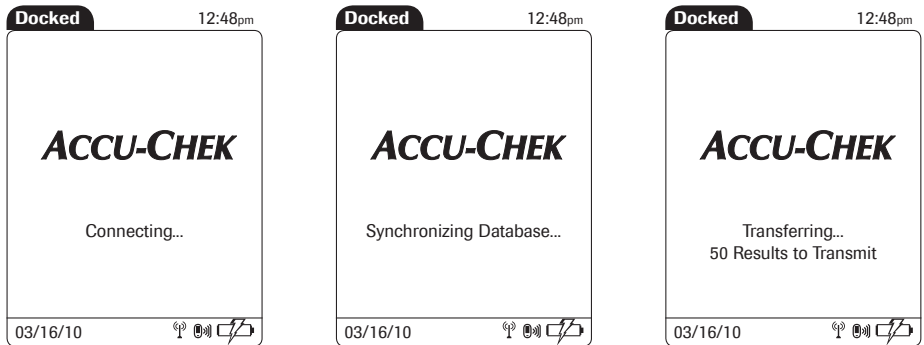 Docked 12:48pm
ACCU-CHEK
Connecting...
03/16/10
Docked 12:48pm
ACCU-CHEK
Synchronizing Database...
03/16/10
Docked 12:48pm
ACCU-CHEK
Transferring...
50 Results to Transmit
03/16/10